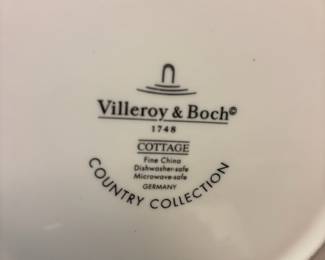 Villeroy & Boch©
1748
COTTAGE
Fine China
Dishwasher-safe
Microwave-safe
GERMANY
COUNTRY COLLECTION